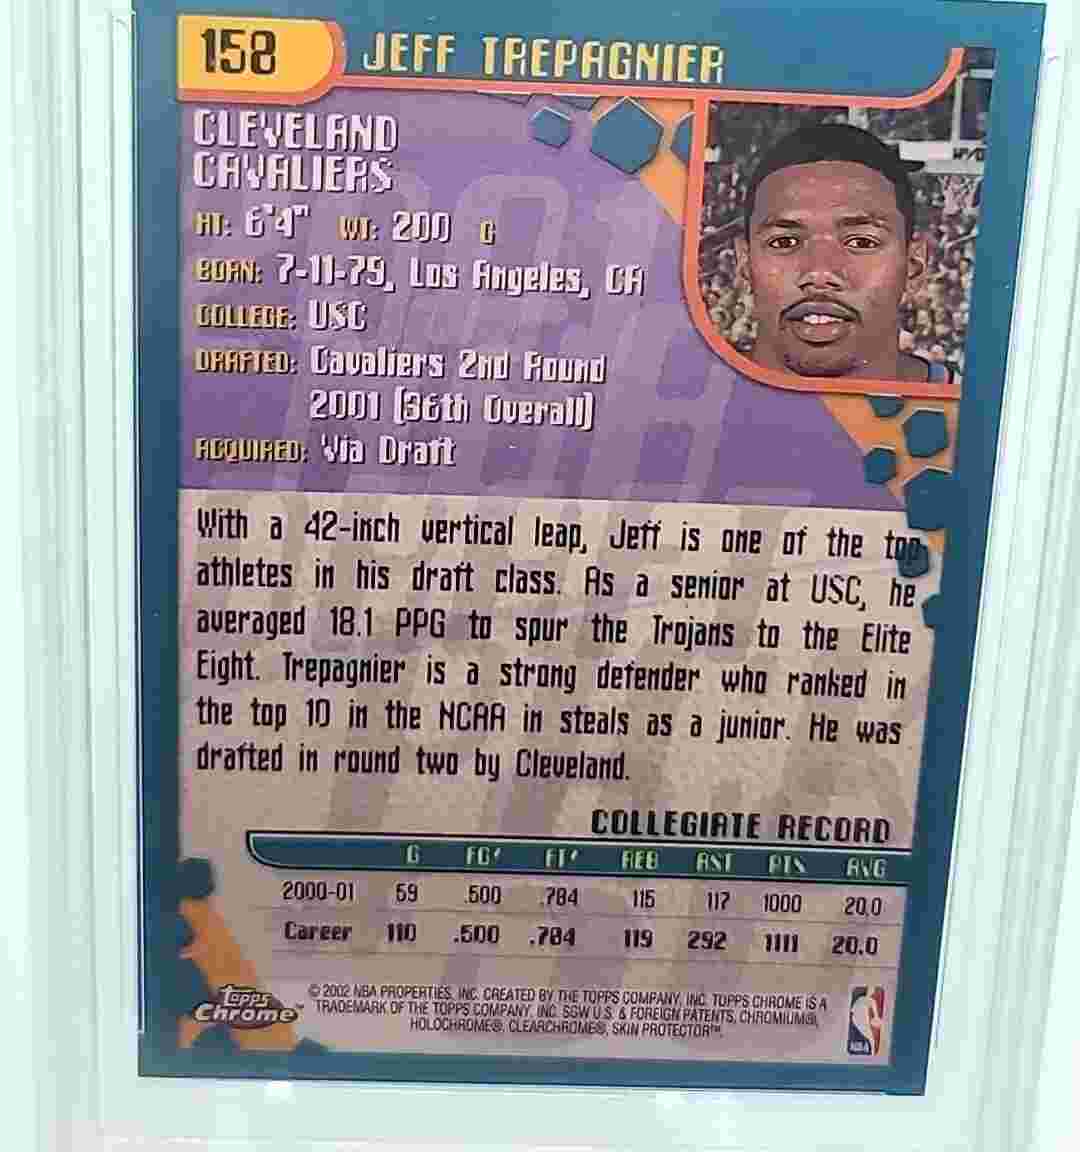 158 JEFF TREPAGNIER
CLEVELAND
CAVALIERS
HT: 6'4" WT: 200 G
BORN: 7-11-79, Los Angeles, CA
COLLEGE: USC
DRAFTED: Cavaliers 2nd Round
2001 (36th Overall)
ACQUIRED: Via Draft
With a 42-inch vertical leap, Jeff is one of the top
athletes in his draft class. As a senior at USC, he
averaged 18.1 PPG to spur the Trojans to the Elite
Eight. Trepagnier is a strong defender who ranked in
the top 10 in the NCAA in steals as a junior. He was
drafted in round two by Cleveland.
COLLEGIATE RECORD
G FG% FT% REB AST PTS AVG
2000-01 59 .500 .784 115 117 1000 20.0
Career 110 .500 .784 119 292 1111 20.0
Topps
Chrome™
© 2002 NBA PROPERTIES, INC. CREATED BY THE TOPPS COMPANY, INC. TOPPS CHROME IS A
TRADEMARK OF THE TOPPS COMPANY, INC. SGW U.S. & FOREIGN PATENTS, CHROMIUM®,
HOLOCHROME®, CLEARCHROME®, SKIN PROTECTOR™.
NBA